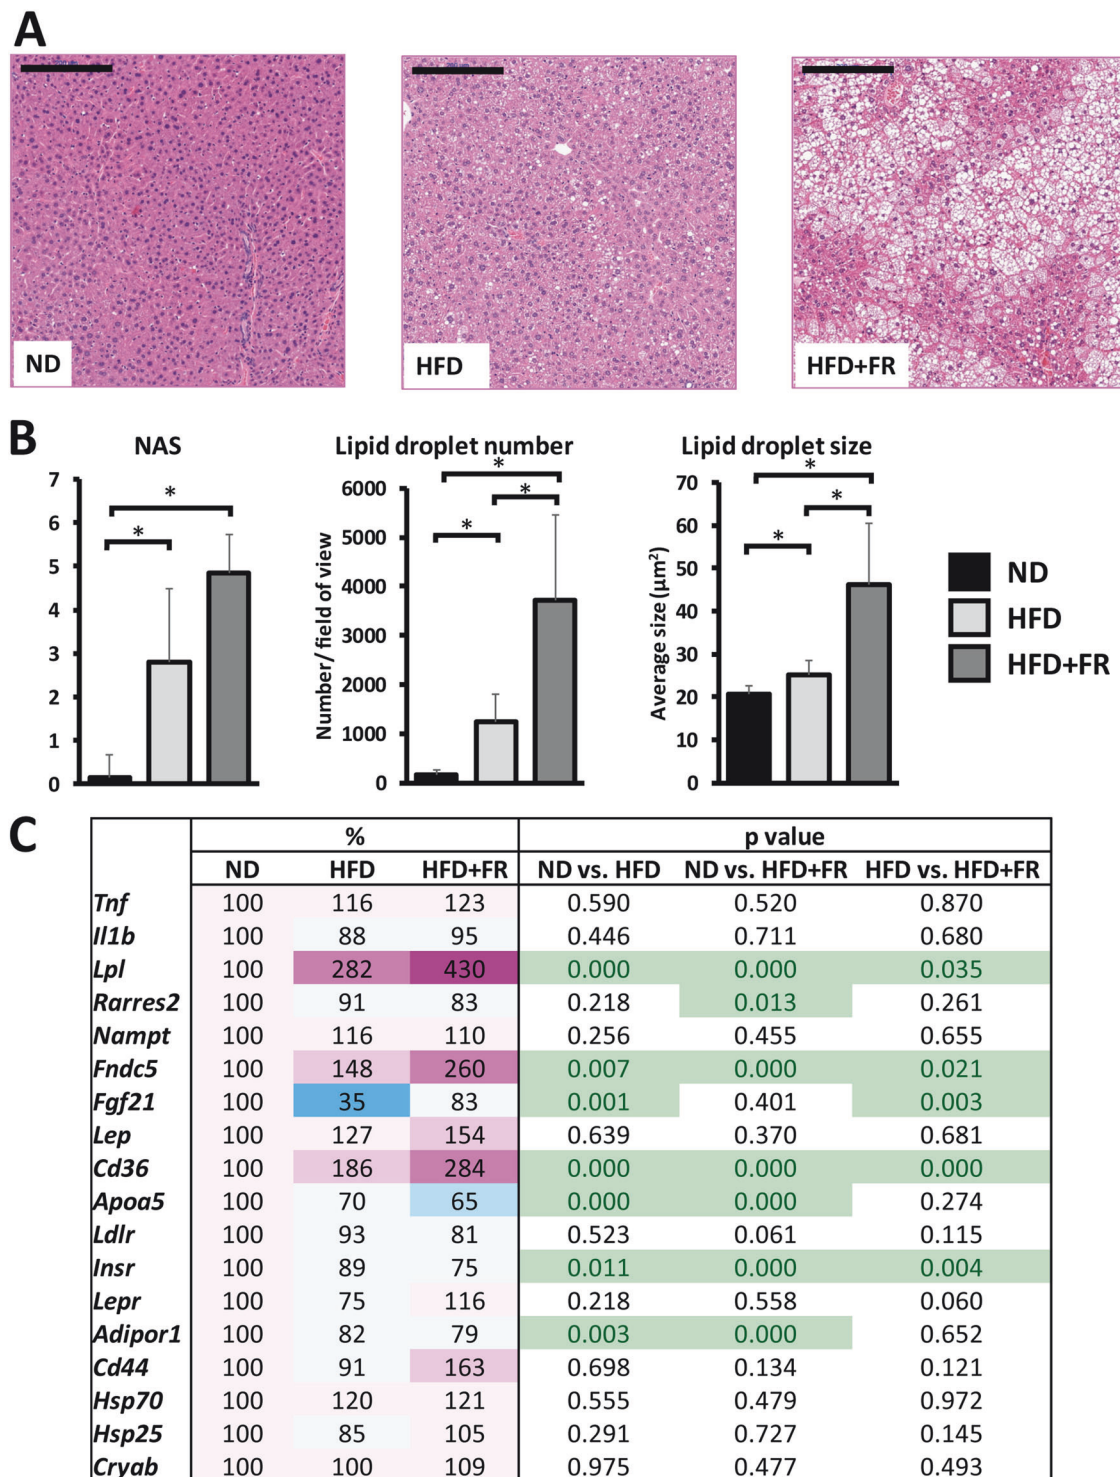 A
ND
HFD
HFD+FR
B
NAS
7
6
5
4
3
2
1
0
*
*
Lipid droplet number
Number/ field of view
6000
5000
4000
3000
2000
1000
0
*
*
*
Lipid droplet size
Average size (µm²)
70
60
50
40
30
20
10
0
*
*
*
ND
HFD
HFD+FR
C
% p value
ND HFD HFD+FR ND vs. HFD ND vs. HFD+FR HFD vs. HFD+FR
Tnf 100 116 123 0.590 0.520 0.870
Il1b 100 88 95 0.446 0.711 0.680
Lpl 100 282 430 0.000 0.000 0.035
Rarres2 100 91 83 0.218 0.013 0.261
Nampt 100 116 110 0.256 0.455 0.655
Fndc5 100 148 260 0.007 0.000 0.021
Fgf21 100 35 83 0.001 0.401 0.003
Lep 100 127 154 0.639 0.370 0.681
Cd36 100 186 284 0.000 0.000 0.000
Apoa5 100 70 65 0.000 0.000 0.274
Ldlr 100 93 81 0.523 0.061 0.115
Insr 100 89 75 0.011 0.000 0.004
Lepr 100 75 116 0.218 0.558 0.060
Adipor1 100 82 79 0.003 0.000 0.652
Cd44 100 91 163 0.698 0.134 0.121
Hsp70 100 120 121 0.555 0.479 0.972
Hsp25 100 85 105 0.291 0.727 0.145
Cryab 100 100 109 0.975 0.477 0.493